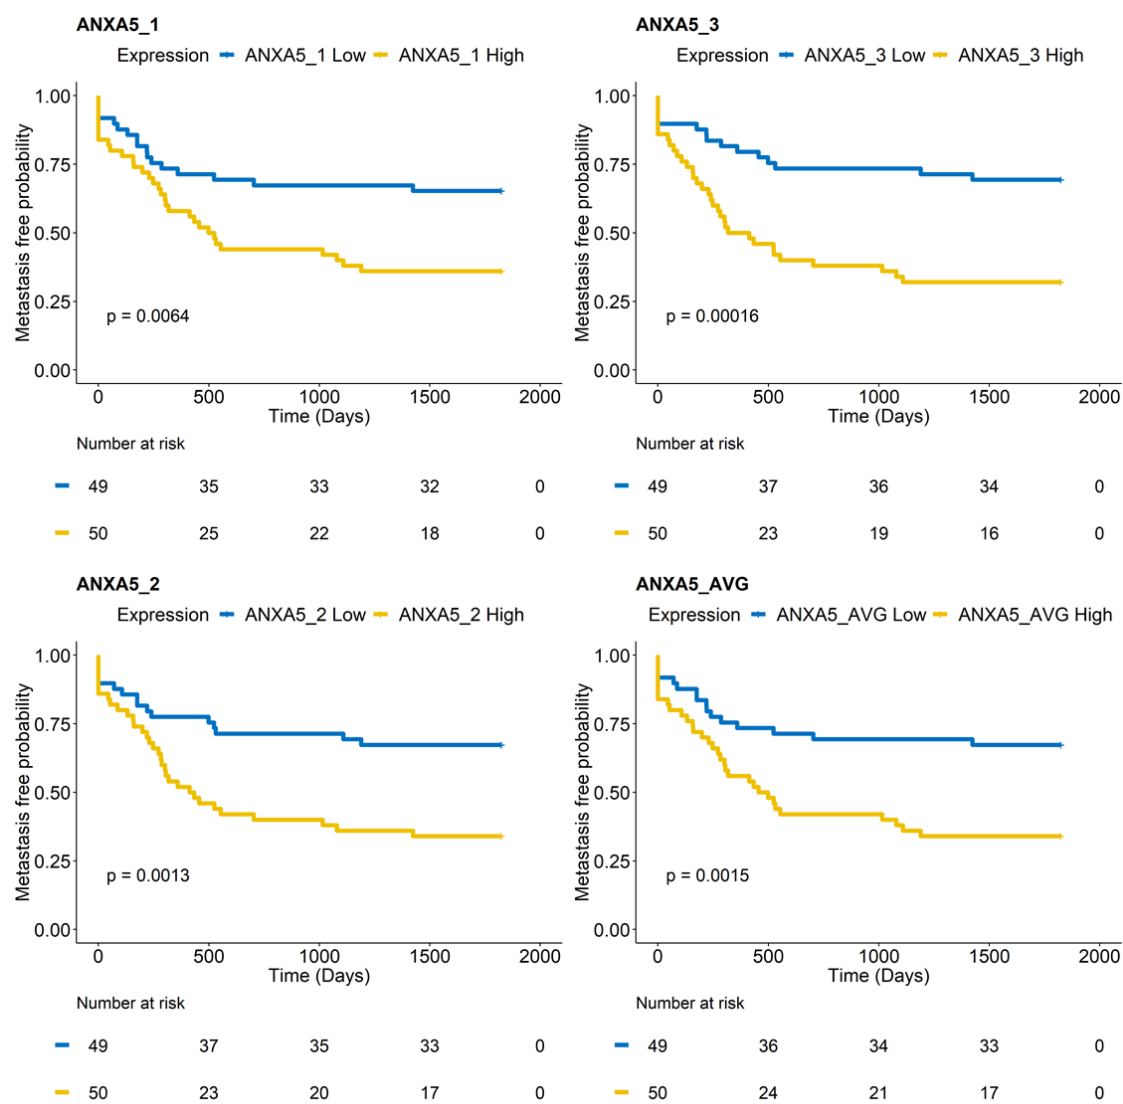 ANXA5_1
Expression ANXA5_1 Low ANXA5_1 High
Metastasis free probability
1.00
0.75
0.50
0.25
0.00
p = 0.0064
0 500 1000 1500 2000
Time (Days)
Number at risk
49 35 33 32 0
50 25 22 18 0
ANXA5_3
Expression ANXA5_3 Low ANXA5_3 High
Metastasis free probability
1.00
0.75
0.50
0.25
0.00
p = 0.00016
0 500 1000 1500 2000
Time (Days)
Number at risk
49 37 36 34 0
50 23 19 16 0
ANXA5_2
Expression ANXA5_2 Low ANXA5_2 High
Metastasis free probability
1.00
0.75
0.50
0.25
0.00
p = 0.0013
0 500 1000 1500 2000
Time (Days)
Number at risk
49 37 35 33 0
50 23 20 17 0
ANXA5_AVG
Expression ANXA5_AVG Low ANXA5_AVG High
Metastasis free probability
1.00
0.75
0.50
0.25
0.00
p = 0.0015
0 500 1000 1500 2000
Time (Days)
Number at risk
49 36 34 33 0
50 24 21 17 0